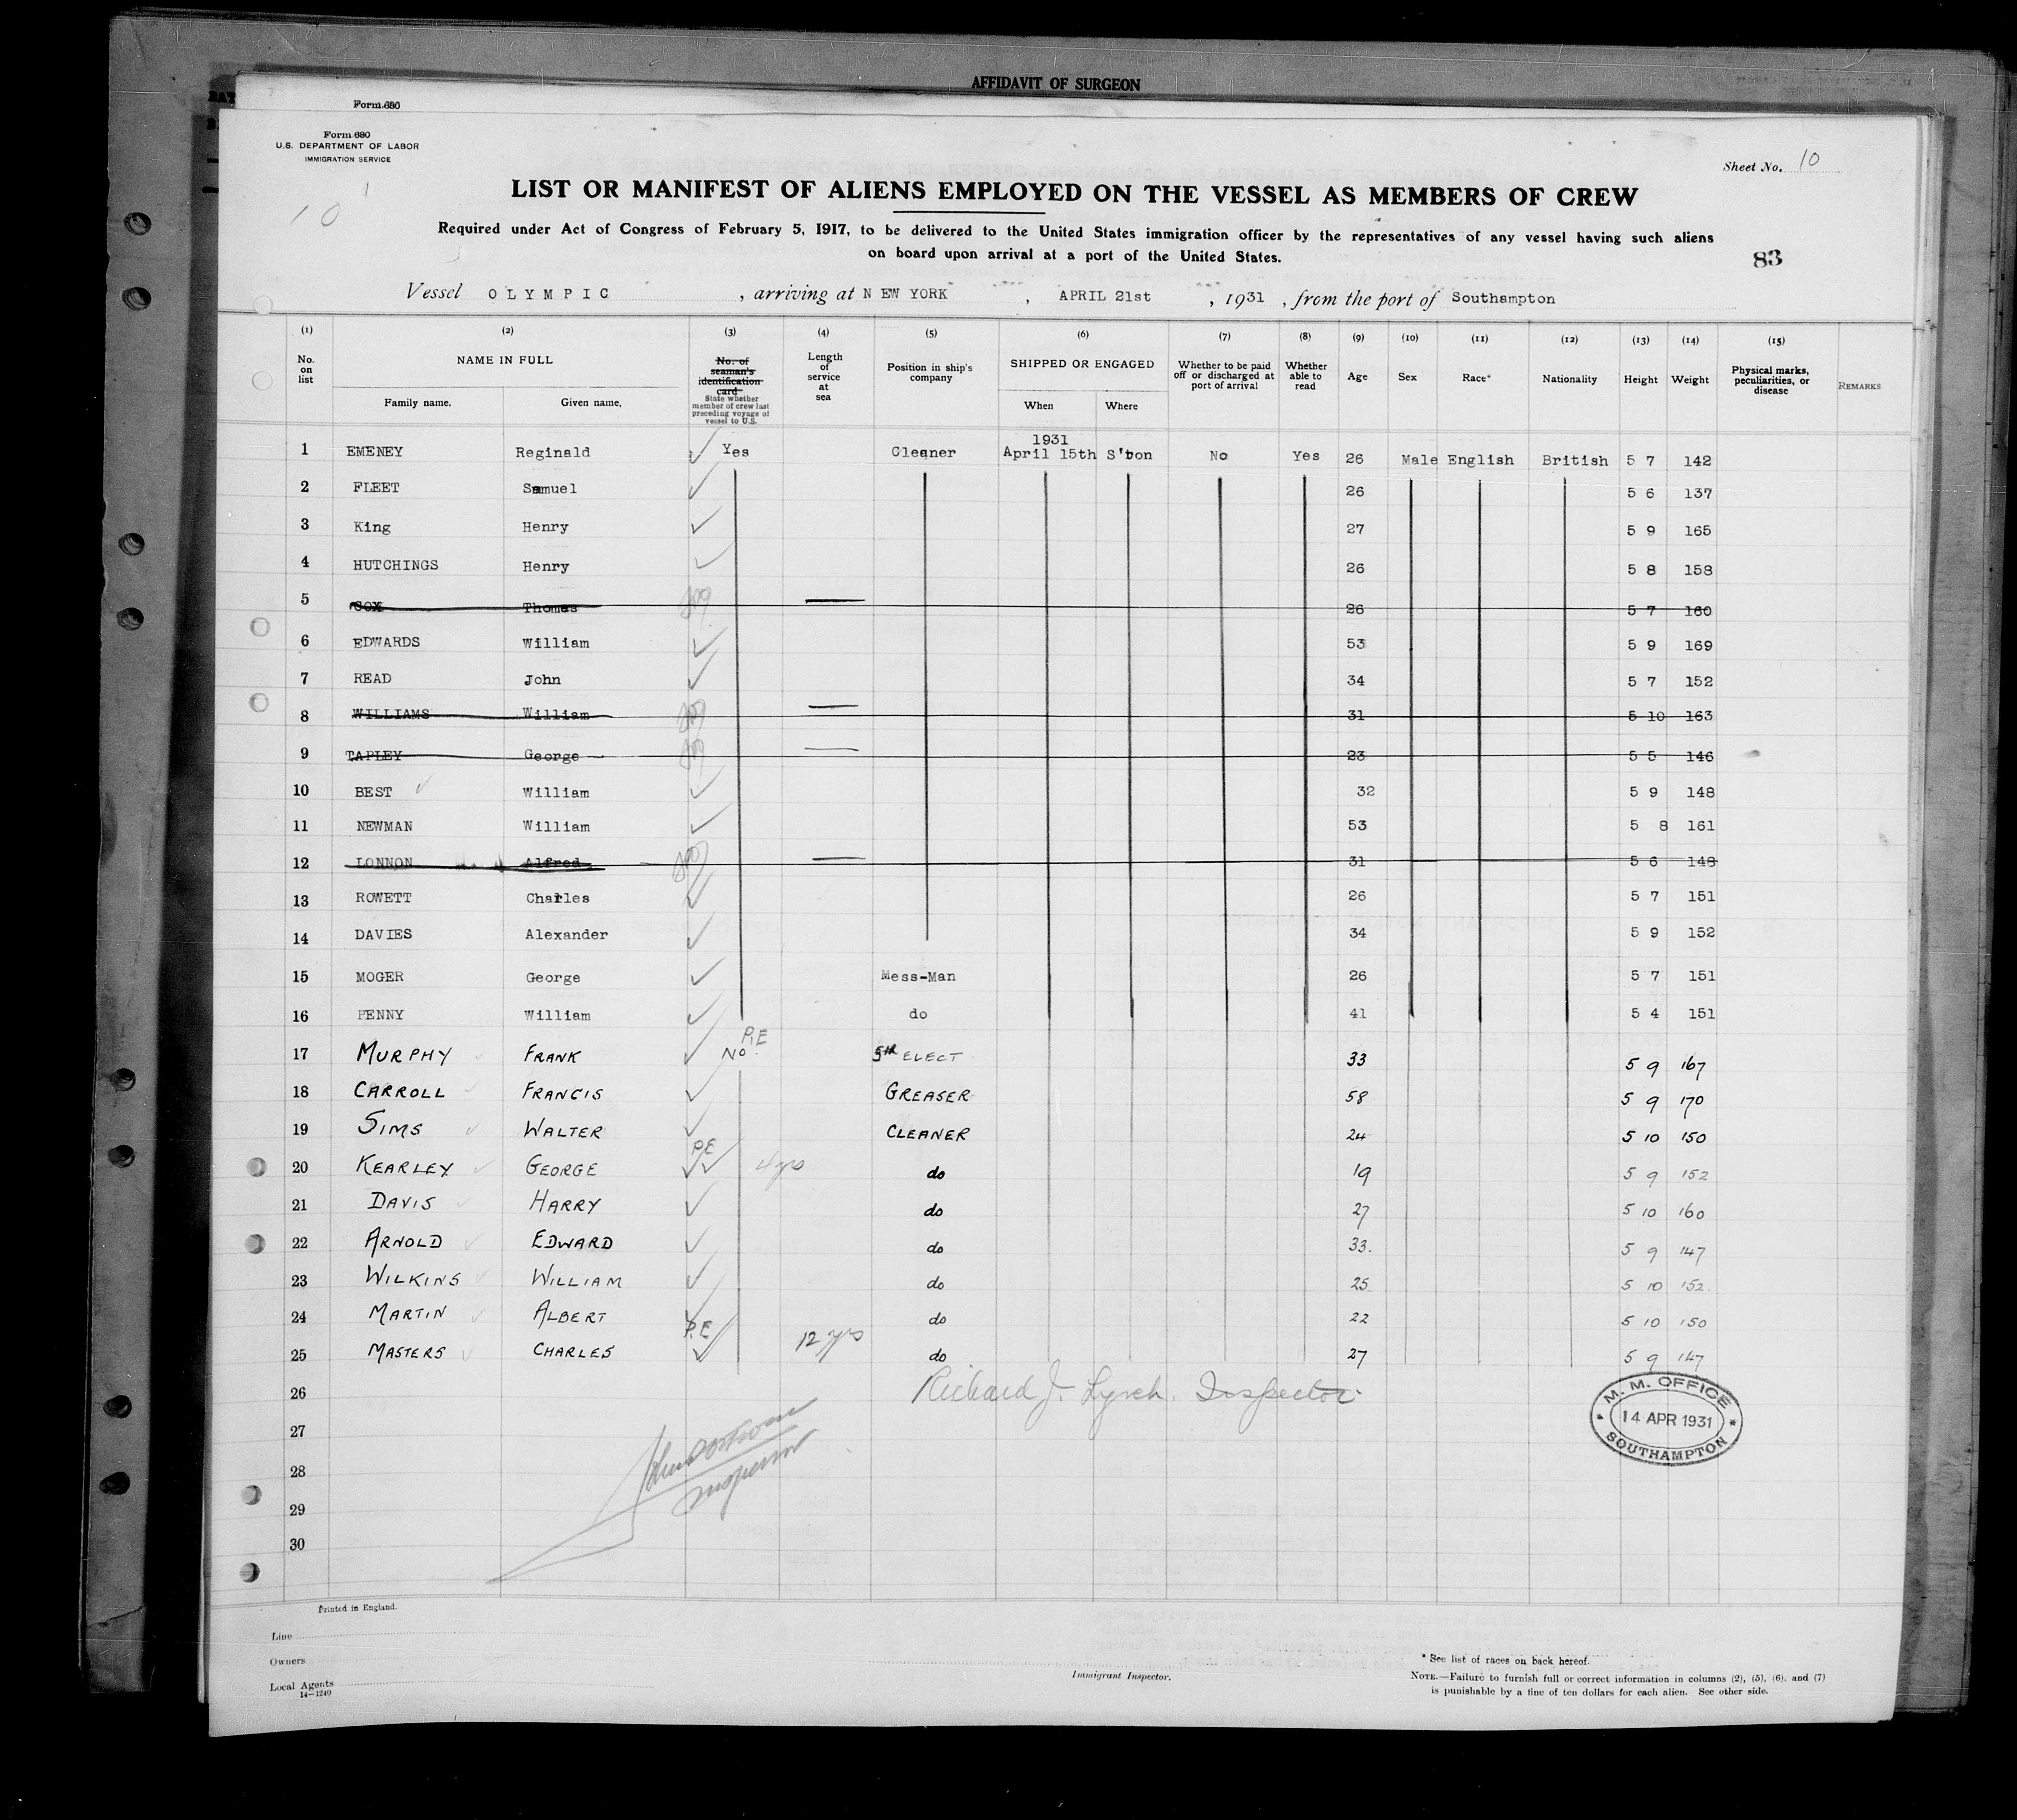 AFFIDAVIT OF SURGEON
Form 680
Form 680
U.S. DEPARTMENT OF LABOR
IMMIGRATION SERVICE
Sheet No. 10
1
10
LIST OR MANIFEST OF ALIENS EMPLOYED ON THE VESSEL AS MEMBERS OF CREW
Required under Act of Congress of February 5, 1917, to be delivered to the United States immigration officer by the representatives of any vessel having such aliens
on board upon arrival at a port of the United States.
83
Vessel OLYMPIC, arriving at NEW YORK, APRIL 21st, 1931, from the port of Southampton
(1) (2) (3) (4) (5) (6) (7) (8) (9) (10) (11) (12) (13) (14) (15)
No. on list
NAME IN FULL
Family name. Given name.
No. of seaman's identification card
State whether member of crew last preceding voyage of vessel to U.S.
Length of service at sea
Position in ship's company
SHIPPED OR ENGAGED
When Where
Whether to be paid off or discharged at port of arrival
Whether able to read
Age
Sex
Race*
Nationality
Height
Weight
Physical marks, peculiarities, or disease
REMARKS
1931
1 EMENEY Reginald Yes Cleaner April 15th S'ton No Yes 26 Male English British 5 7 142
2 FLEET Samuel 26 5 6 137
3 King Henry 27 5 9 165
4 HUTCHINGS Henry 26 5 8 158
5 COX Thomas 26 5 7 160
6 EDWARDS William 53 5 9 169
7 READ John 34 5 7 152
8 WILLIAMS William 31 5 10 163
9 TAPLEY George 23 5 5 146
10 BEST William 32 5 9 148
11 NEWMAN William 53 5 8 161
12 LONNON Alfred 31 5 6 148
13 ROWETT Charles 26 5 7 151
14 DAVIES Alexander 34 5 9 152
15 MOGER George Mess-Man 26 5 7 151
16 PENNY William do 41 5 4 151
17 MURPHY FRANK P.E No. 5th ELECT 33 5 9 167
18 CARROLL FRANCIS GREASER 58 5 9 170
19 SIMS WALTER CLEANER 24 5 10 150
20 KEARLEY GEORGE P.E 4 yrs do 19 5 9 152
21 DAVIS HARRY do 27 5 10 160
22 ARNOLD EDWARD do 33. 5 9 147
23 WILKINS WILLIAM do 25 5 10 152.
24 MARTIN ALBERT do 22 5 10 150
25 MASTERS CHARLES P.E 12 yrs do 27 5 9 147
26 Richard J. Lynch. Inspector
27
28
29
30
M. M. OFFICE
14 APR 1931
SOUTHAMPTON
Printed in England.
Line
Owners
Local Agents
14—1240
Immigrant Inspector.
* See list of races on back hereof.
NOTE.—Failure to furnish full or correct information in columns (2), (5), (6), and (7)
is punishable by a fine of ten dollars for each alien. See other side.